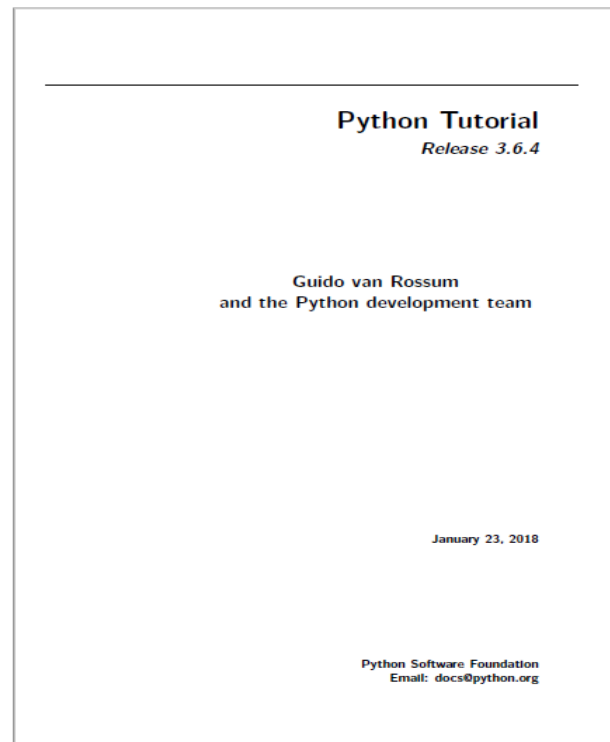 Python Tutorial
Release 3.6.4
Guido van Rossum
and the Python development team
January 23, 2018
Python Software Foundation
Email: docs@python.org